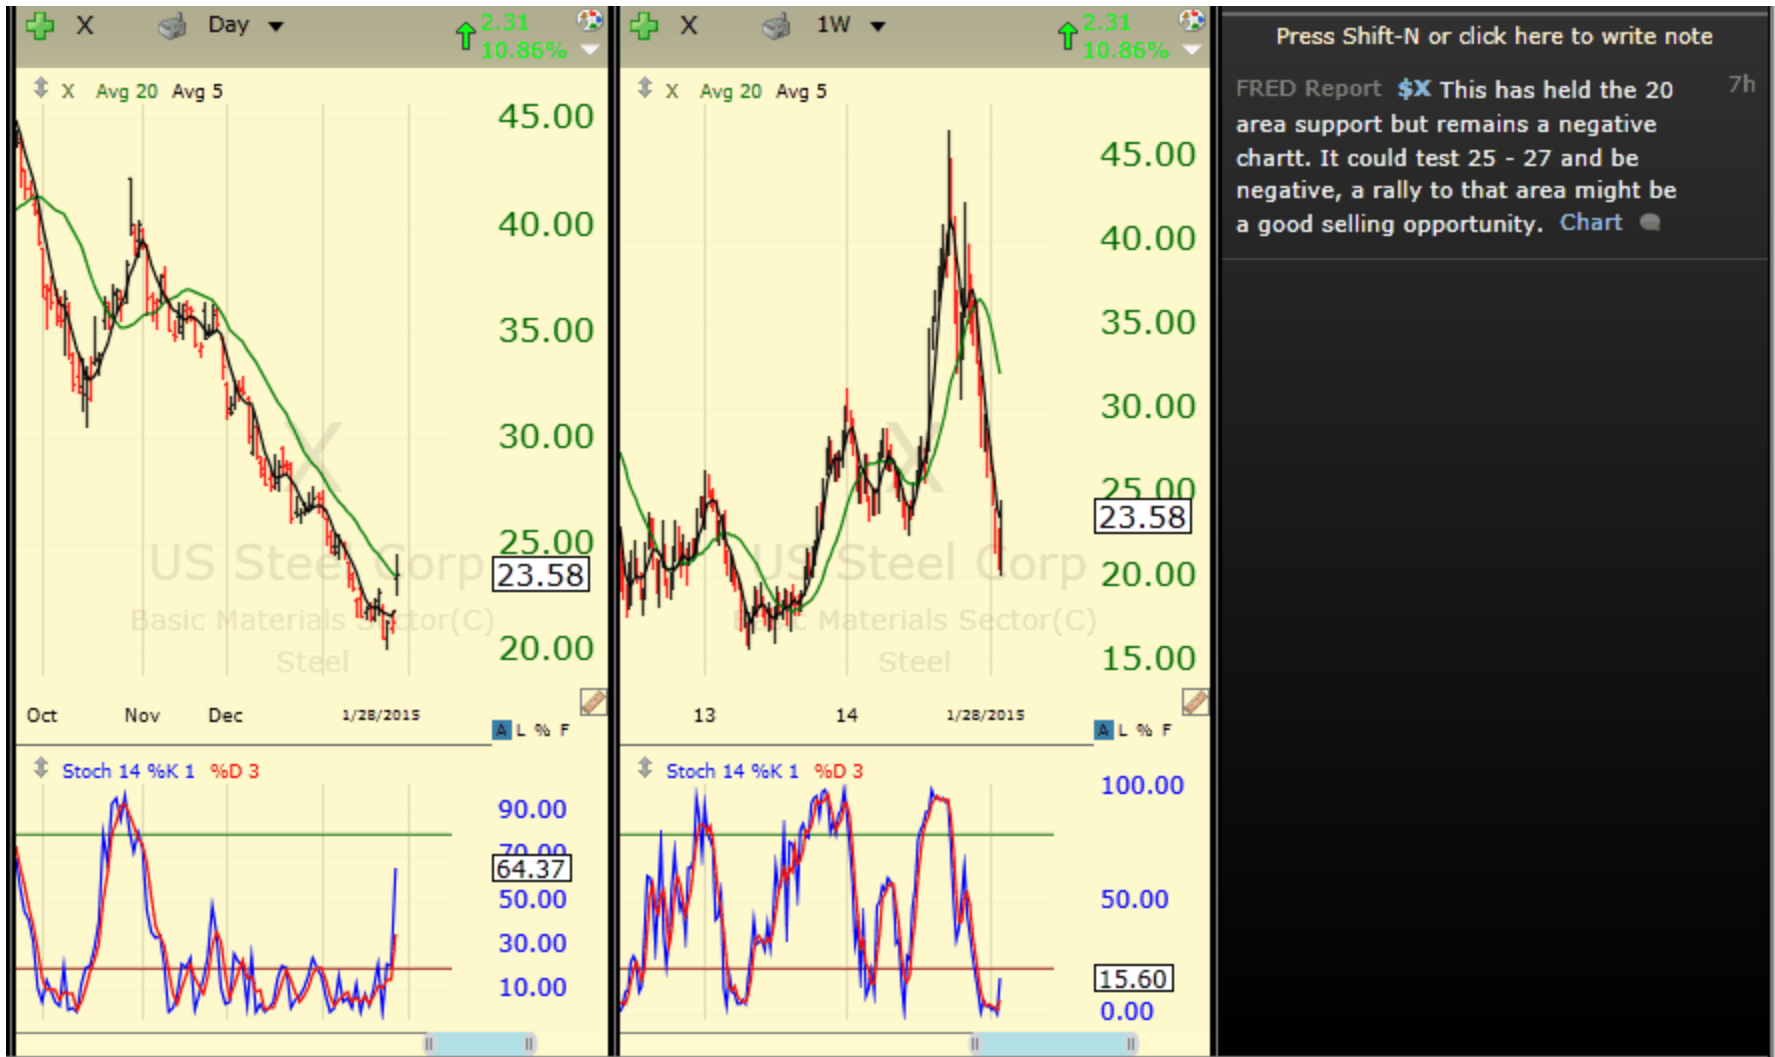 X Day 2.31
10.86%
X Avg 20 Avg 5
45.00
40.00
35.00
30.00
25.00
23.58
20.00
X
US Steel Corp
Basic Materials Sector(C)
Steel
Oct Nov Dec 1/28/2015
A L % F
Stoch 14 %K 1 %D 3
90.00
70.00
64.37
50.00
30.00
10.00
X 1W 2.31
10.86%
X Avg 20 Avg 5
45.00
40.00
35.00
30.00
25.00
23.58
20.00
15.00
X
US Steel Corp
Basic Materials Sector(C)
Steel
13 14 1/28/2015
A L % F
Stoch 14 %K 1 %D 3
100.00
50.00
15.60
0.00
Press Shift-N or click here to write note
FRED Report $X This has held the 20 7h
area support but remains a negative
chartt. It could test 25 - 27 and be
negative, a rally to that area might be
a good selling opportunity. Chart